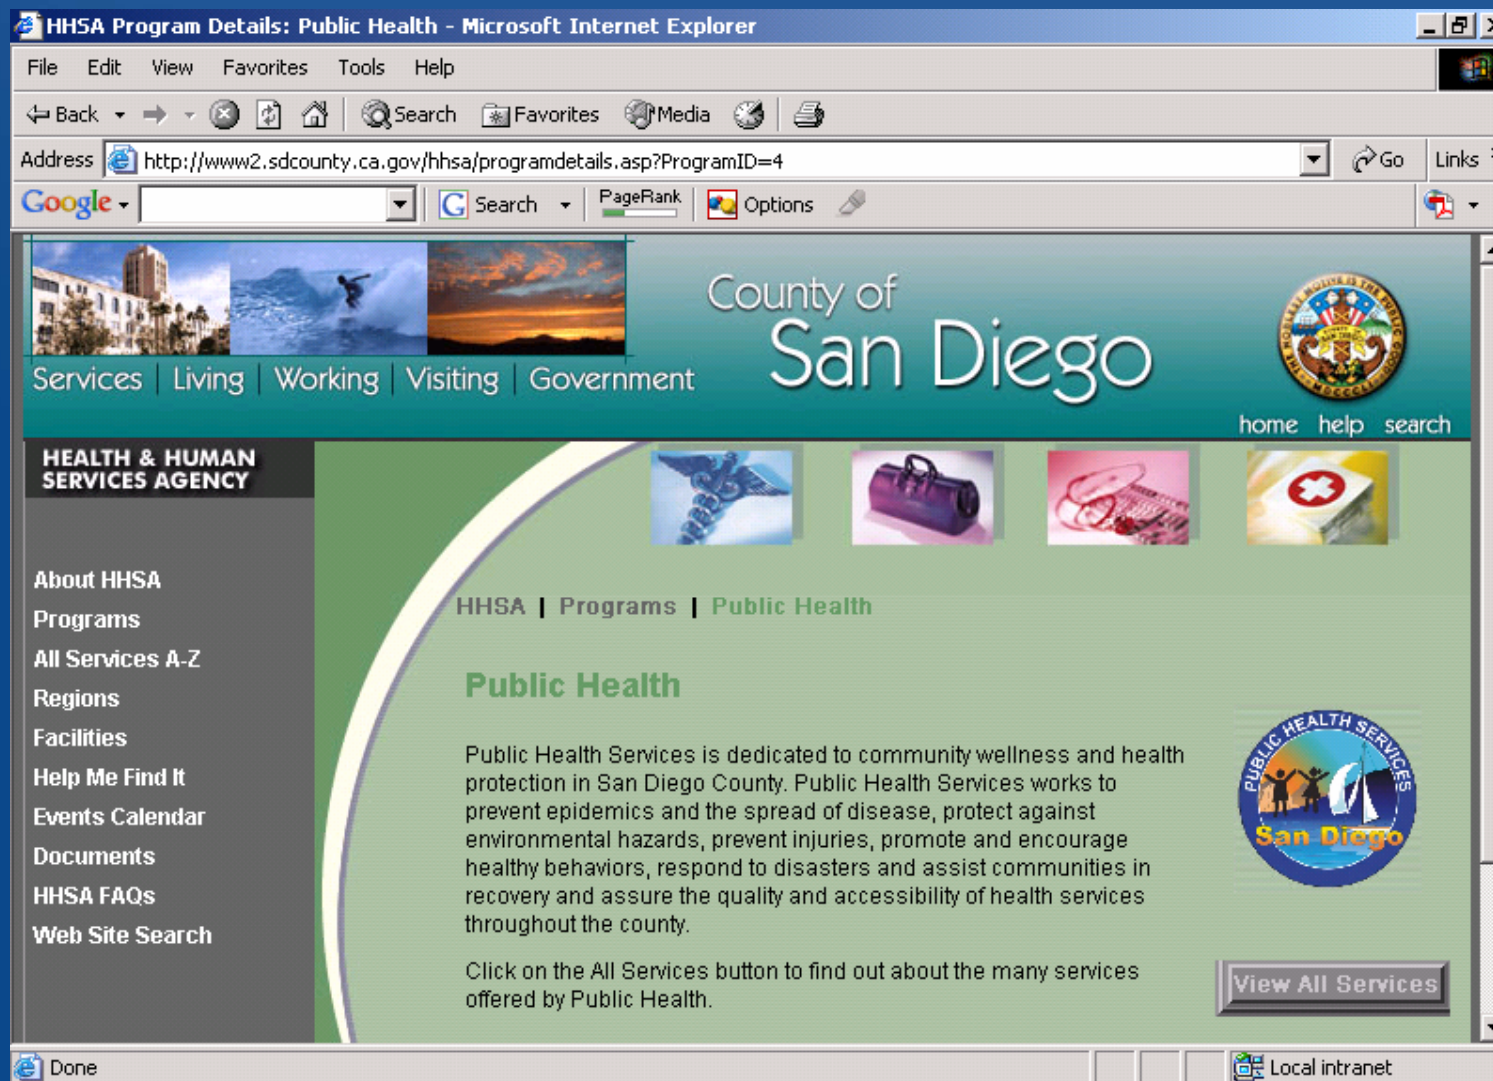 HHSA Program Details: Public Health - Microsoft Internet Explorer
File Edit View Favorites Tools Help
Back Search Favorites Media
Address http://www2.sdcounty.ca.gov/hhsa/programdetails.asp?ProgramID=4 Go Links
Google Search PageRank Options
County of
San Diego
THE NOBLEST MOTIVE IS THE PUBLIC GOOD
MDCCCLI
Services | Living | Working | Visiting | Government
home help search
HEALTH & HUMAN
SERVICES AGENCY
About HHSA
Programs
All Services A-Z
Regions
Facilities
Help Me Find It
Events Calendar
Documents
HHSA FAQs
Web Site Search
HHSA | Programs | Public Health
Public Health
Public Health Services is dedicated to community wellness and health
protection in San Diego County. Public Health Services works to
prevent epidemics and the spread of disease, protect against
environmental hazards, prevent injuries, promote and encourage
healthy behaviors, respond to disasters and assist communities in
recovery and assure the quality and accessibility of health services
throughout the county.
Click on the All Services button to find out about the many services
offered by Public Health.
PUBLIC HEALTH SERVICES
San Diego
View All Services
Done
Local intranet